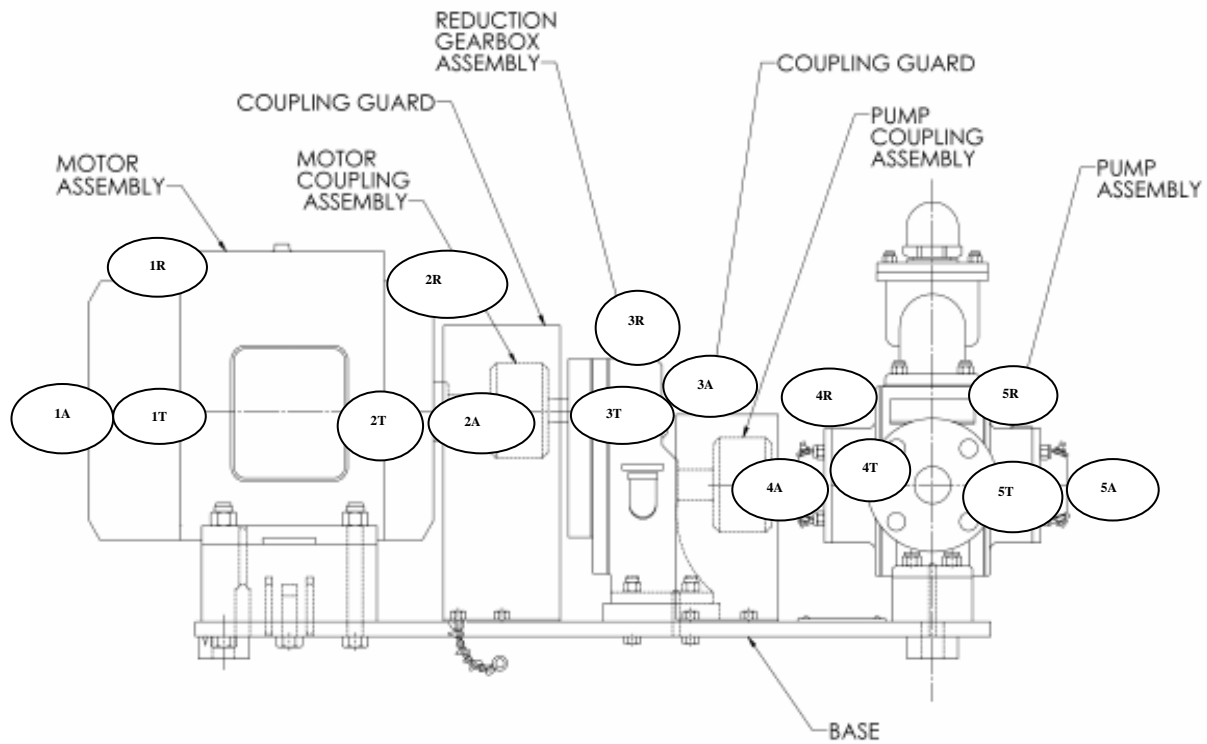 REDUCTION
GEARBOX
ASSEMBLY
COUPLING GUARD
COUPLING GUARD
PUMP
COUPLING
ASSEMBLY
MOTOR
ASSEMBLY
MOTOR
COUPLING
ASSEMBLY
PUMP
ASSEMBLY
1R
2R
3R
3A
4R
5R
1A
1T
2T
2A
3T
4T
4A
5T
5A
BASE